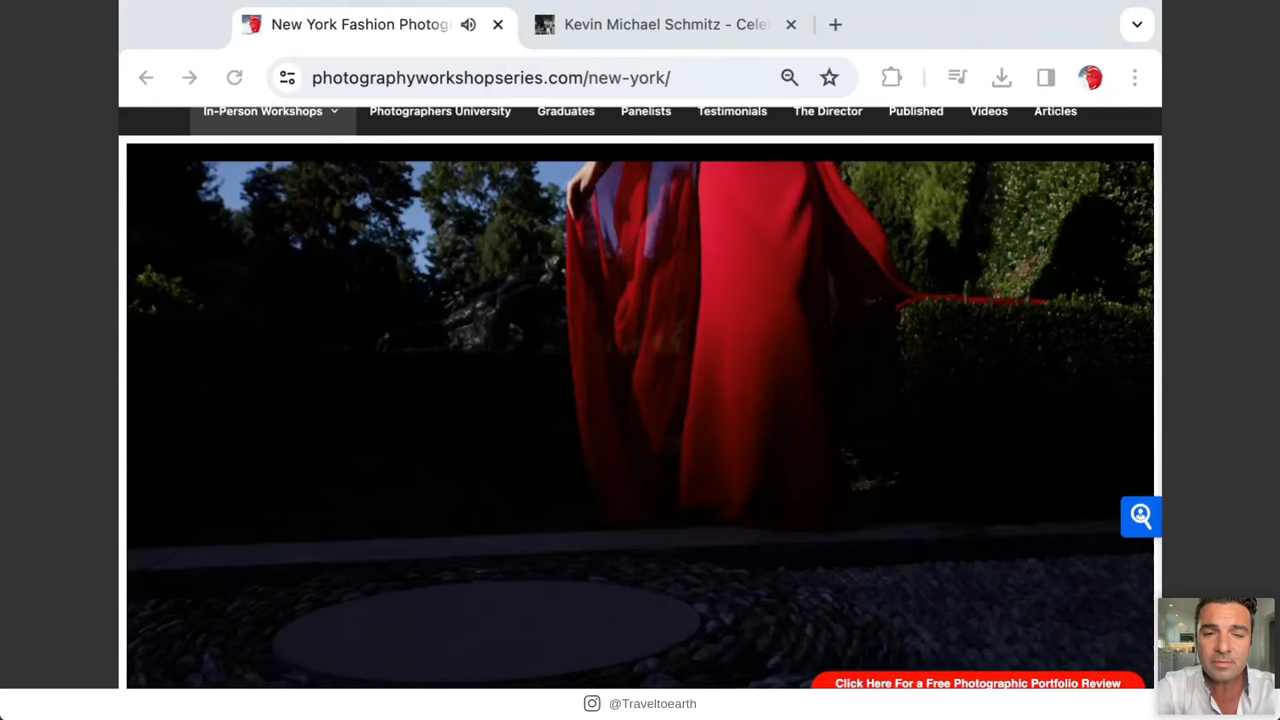 New York Fashion Photog
Kevin Michael Schmitz - Cele
photographyworkshopseries.com/new-york/
In-Person Workshops
Photographers University
Graduates
Panelists
Testimonials
The Director
Published
Videos
Articles
Click Here For a Free Photographic Portfolio Review
@Traveltoearth